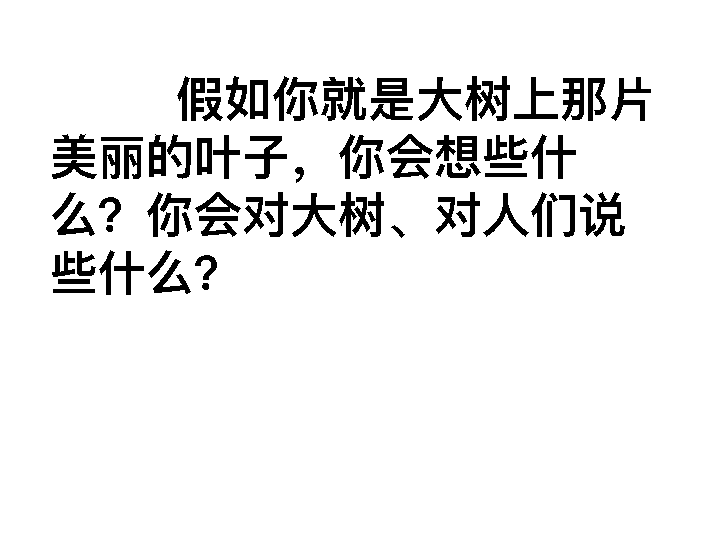 假如你就是大树上那片
美丽的叶子，你会想些什
么？你会对大树、对人们说
些什么？